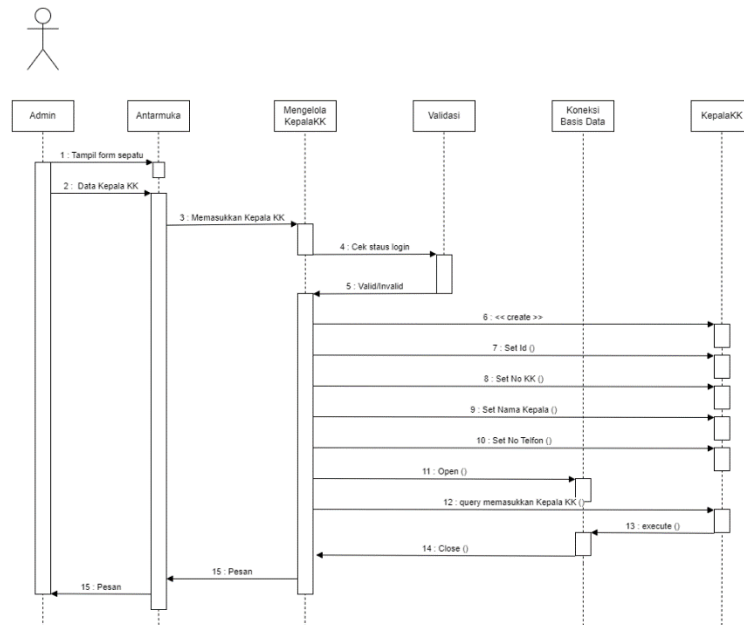 Admin
Antarmuka
Mengelola
KepalaKK
Validasi
Koneksi
Basis Data
KepalaKK
1 : Tampil form sepatu
2 : Data Kepala KK
3 : Memasukkan Kepala KK
4 : Cek staus login
5 : Valid/Invalid
6 : << create >>
7 : Set Id ()
8 : Set No KK ()
9 : Set Nama Kepala ()
10 : Set No Telfon ()
11 : Open ()
12 : query memasukkan Kepala KK ()
13 : execute ()
14 : Close ()
15 : Pesan
15 : Pesan